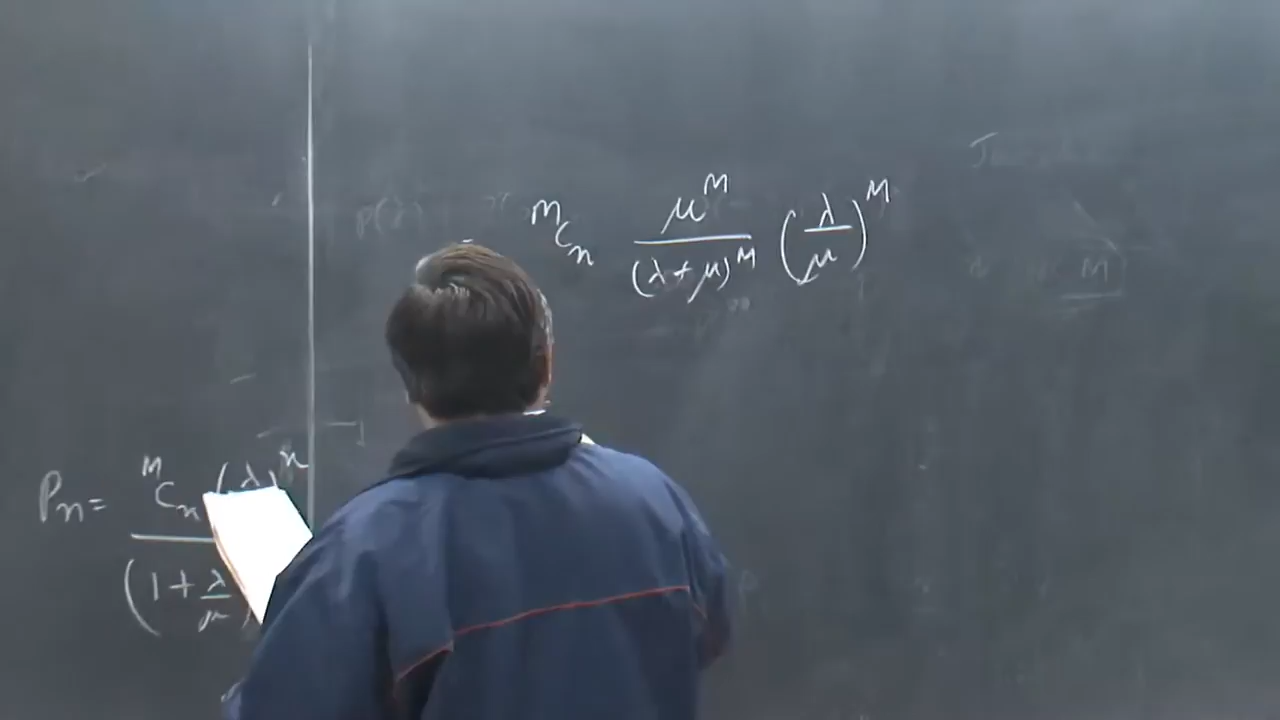 ᴹCₙ μᴹ/(λ+μ)ᴹ (λ/μ)ᴹ
Pₙ = ᴹCₙ (λ)ⁿ / (1 + λ/μ